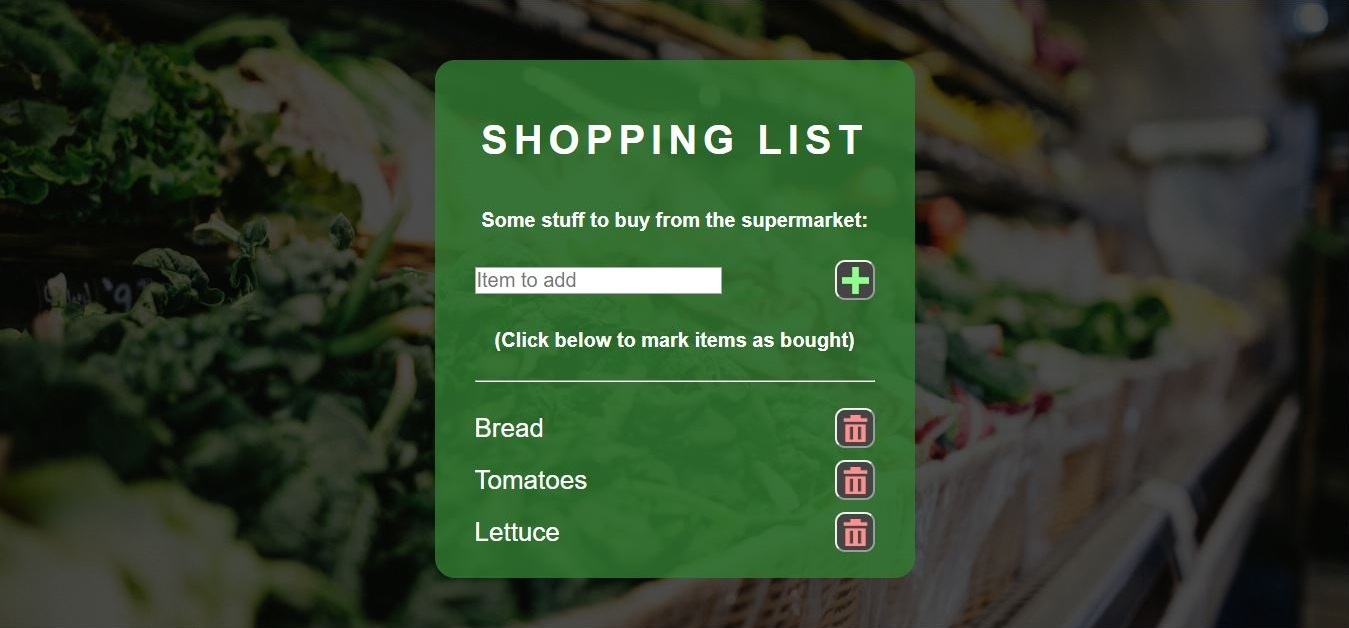 SHOPPING LIST
Some stuff to buy from the supermarket:
Item to add
(Click below to mark items as bought)
Bread
Tomatoes
Lettuce